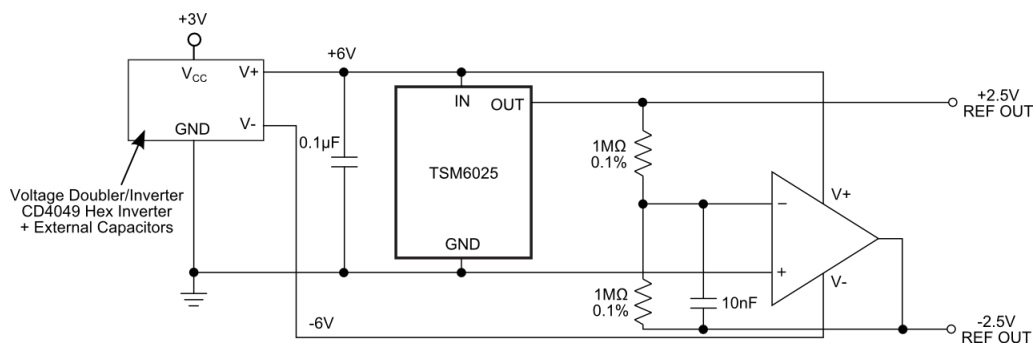 +3V
+6V
VCC
V+
V-
GND
Voltage Doubler/Inverter
CD4049 Hex Inverter
+ External Capacitors
0.1µF
IN
OUT
TSM6025
GND
1MΩ
0.1%
+2.5V
REF OUT
−
+
V+
V-
1MΩ
0.1%
10nF
-6V
-2.5V
REF OUT